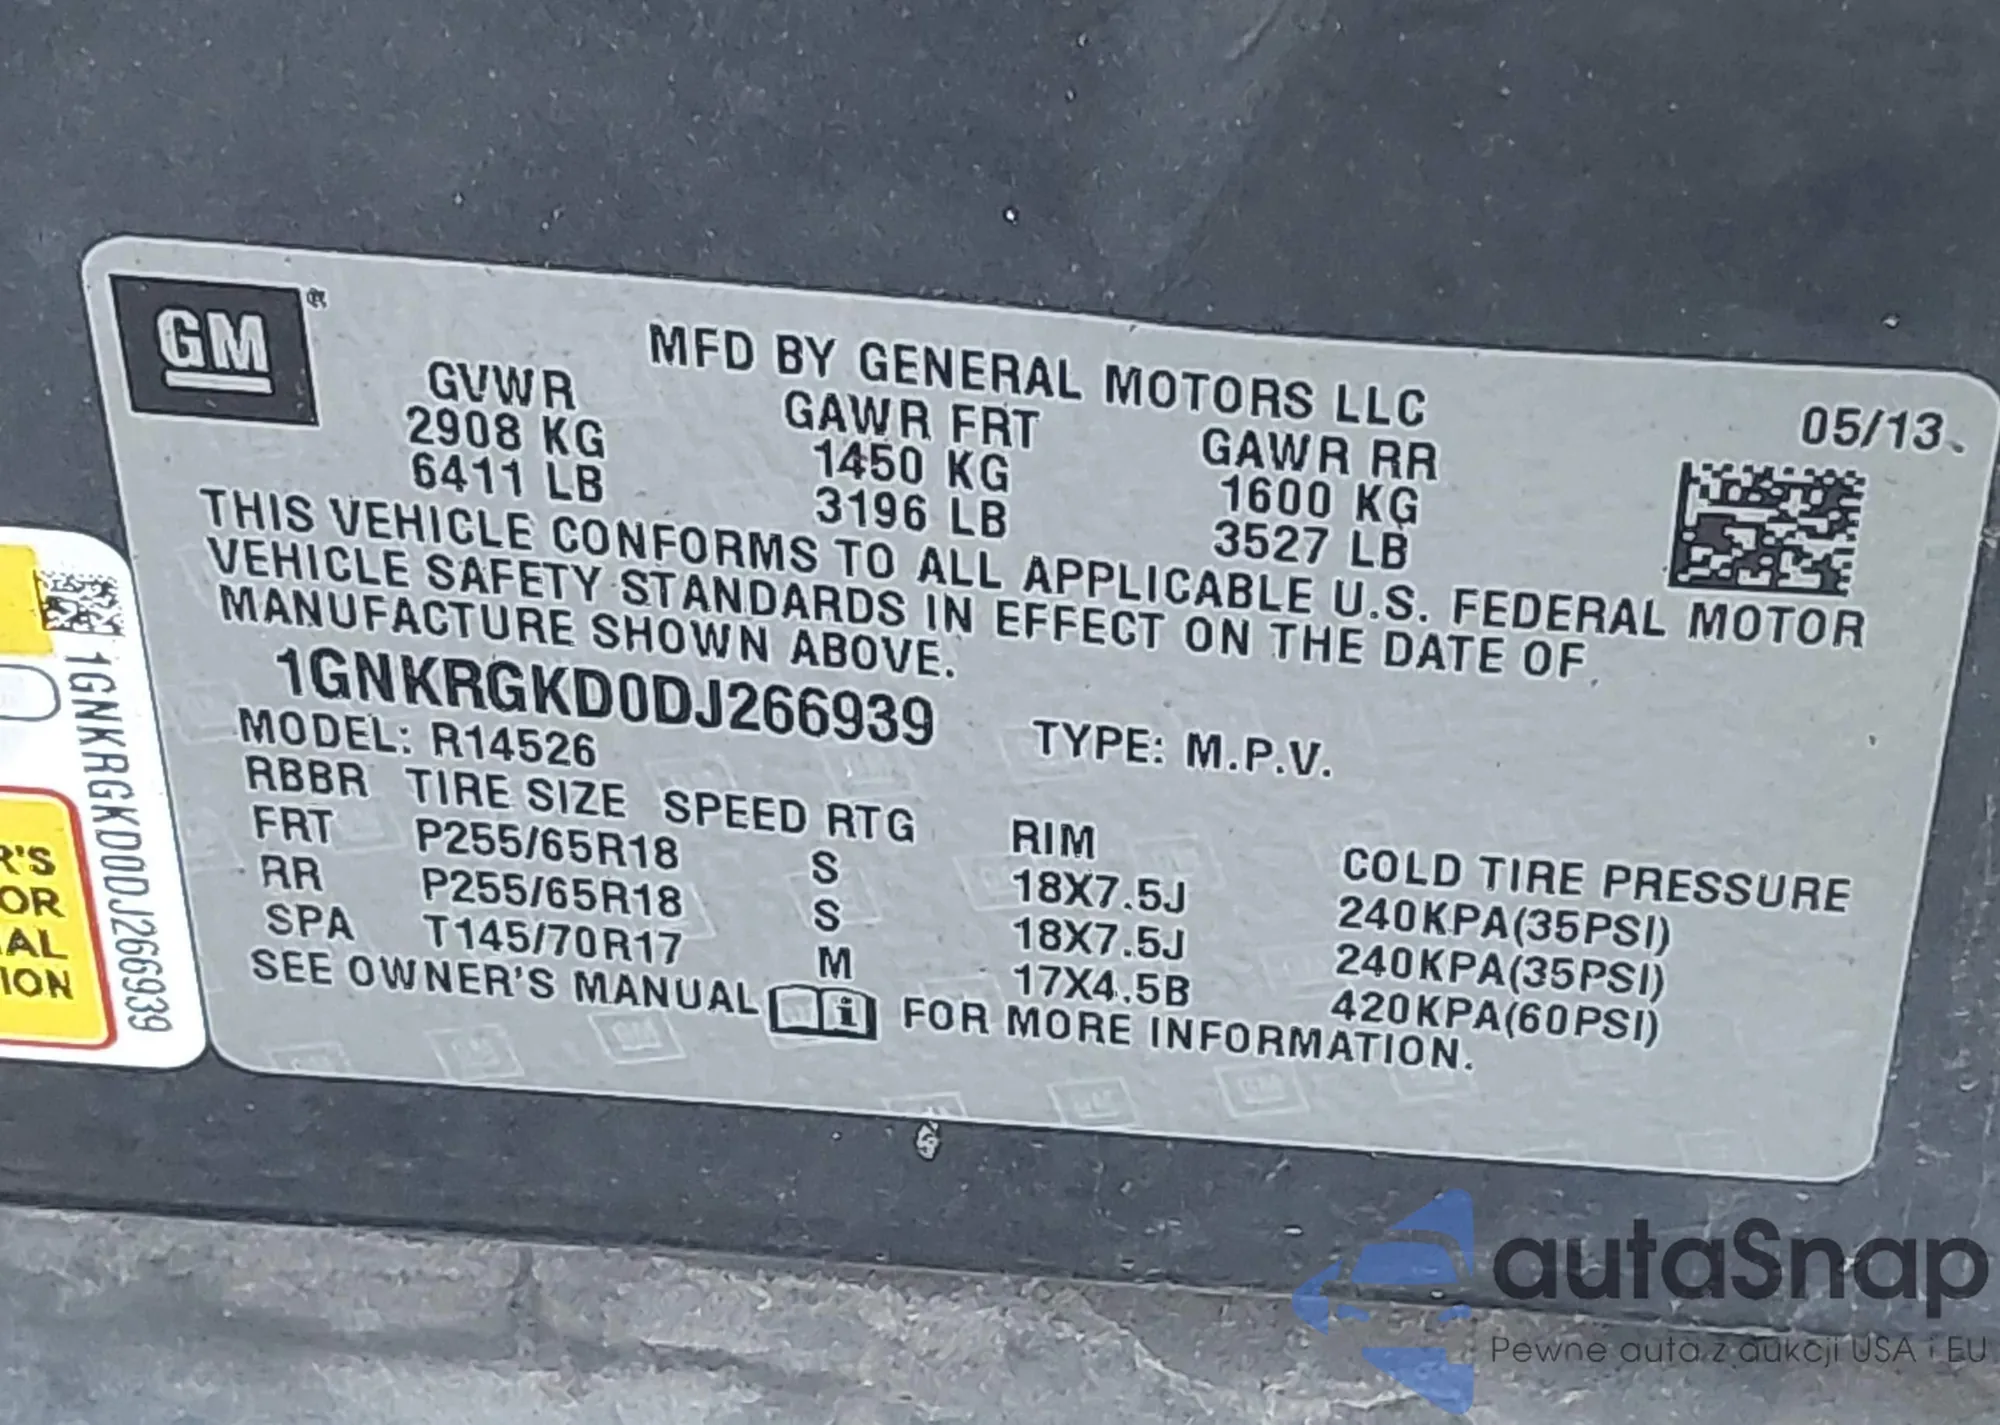 GM®
MFD BY GENERAL MOTORS LLC
05/13
GVWR GAWR FRT GAWR RR
2908 KG 1450 KG 1600 KG
6411 LB 3196 LB 3527 LB
THIS VEHICLE CONFORMS TO ALL APPLICABLE U.S. FEDERAL MOTOR
VEHICLE SAFETY STANDARDS IN EFFECT ON THE DATE OF
MANUFACTURE SHOWN ABOVE.
1GNKRGKD0DJ266939
MODEL: R14526 TYPE: M.P.V.
RBBR TIRE SIZE SPEED RTG RIM COLD TIRE PRESSURE
FRT P255/65R18 S 18X7.5J 240KPA(35PSI)
RR P255/65R18 S 18X7.5J 240KPA(35PSI)
SPA T145/70R17 M 17X4.5B 420KPA(60PSI)
SEE OWNER'S MANUAL i FOR MORE INFORMATION.
1GNKRGKD0DJ266939
R'S
OR
AL
ION
autaSnap
Pewne auta z aukcji USA i EU